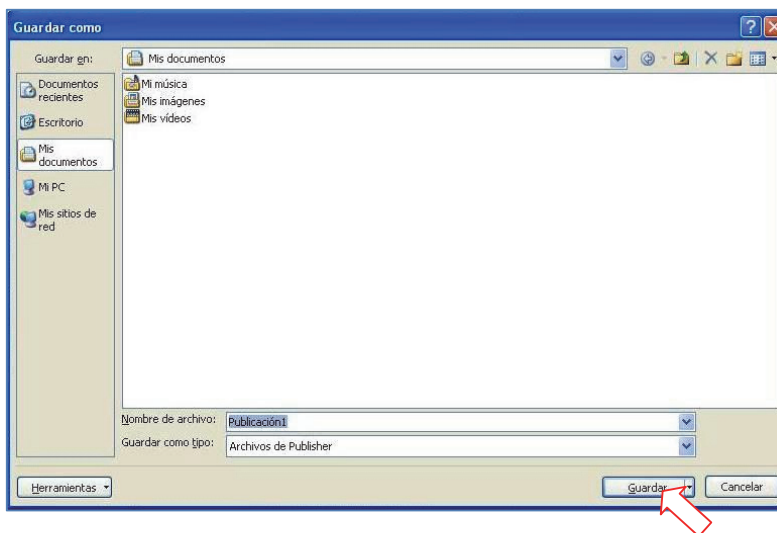 Guardar como
Guardar en:
Mis documentos
Documentos
recientes
Escritorio
Mis
documentos
Mi PC
Mis sitios de
red
Mi música
Mis imágenes
Mis vídeos
Nombre de archivo:
Publicación1
Guardar como tipo:
Archivos de Publisher
Herramientas
Guardar
Cancelar